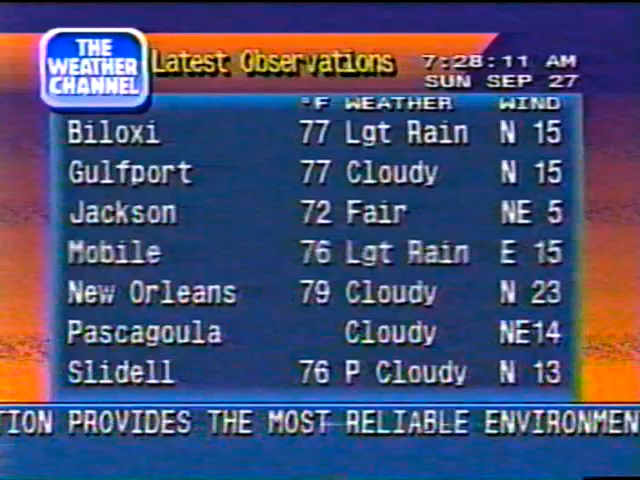 THE
WEATHER
CHANNEL
Latest Observations
7:28:11 AM
SUN SEP 27
°F WEATHER WIND
Biloxi 77 Lgt Rain N 15
Gulfport 77 Cloudy N 15
Jackson 72 Fair NE 5
Mobile 76 Lgt Rain E 15
New Orleans 79 Cloudy N 23
Pascagoula Cloudy NE14
Slidell 76 P Cloudy N 13
TION PROVIDES THE MOST RELIABLE ENVIRONMEN